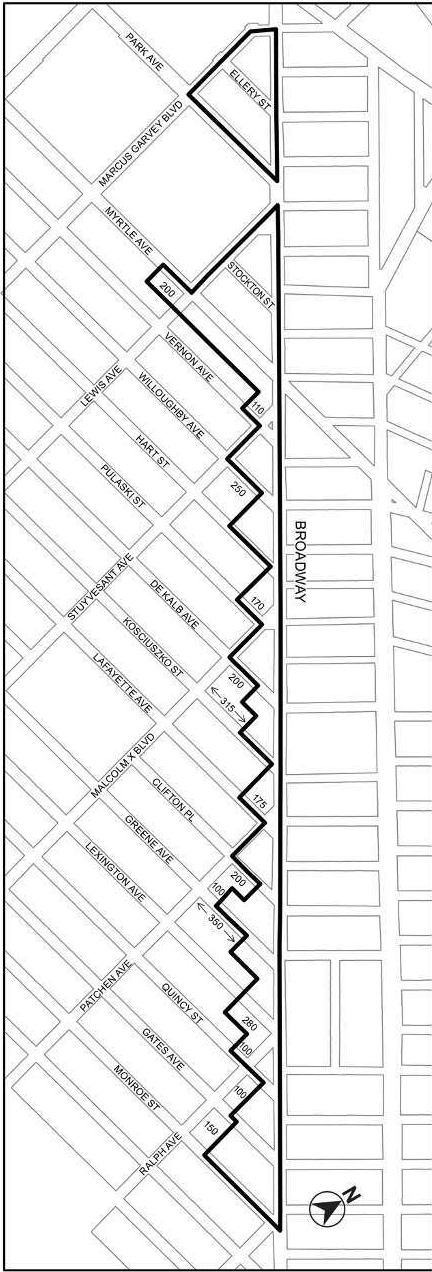 PARK AVE
ELLERY ST
MARCUS GARVEY BLVD
MYRTLE AVE
STOCKTON ST
200
VERNON AVE
LEWIS AVE
WILLOUGHBY AVE
110
HART ST
250
PULASKI ST
BROADWAY
STUYVESANT AVE
DE KALB AVE
170
KOSCIUSZKO ST
200
LAFAYETTE AVE
315
MALCOLM X BLVD
CLIFTON PL
175
GREENE AVE
200
LEXINGTON AVE
100
350
PATCHEN AVE
QUINCY ST
280
GATES AVE
100
MONROE ST
100
150
RALPH AVE
N